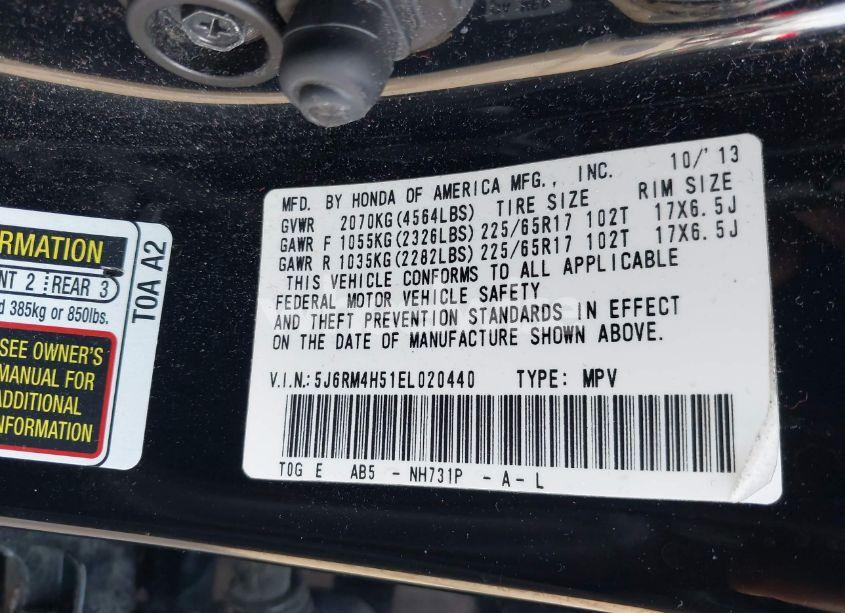 MFD. BY HONDA OF AMERICA MFG., INC. 10/'13
GVWR 2070KG(4564LBS) TIRE SIZE RIM SIZE
GAWR F 1055KG(2326LBS) 225/65R17 102T 17X6.5J
GAWR R 1035KG(2282LBS) 225/65R17 102T 17X6.5J
THIS VEHICLE CONFORMS TO ALL APPLICABLE
FEDERAL MOTOR VEHICLE SAFETY
AND THEFT PREVENTION STANDARDS IN EFFECT
ON THE DATE OF MANUFACTURE SHOWN ABOVE.
V.I.N.: 5J6RM4H51EL020440 TYPE: MPV
T0G E AB5 - NH731P - A - L
RMATION
NT 2 REAR 3
d 385kg or 850lbs.
SEE OWNER'S
MANUAL FOR
ADDITIONAL
INFORMATION
T0A A2